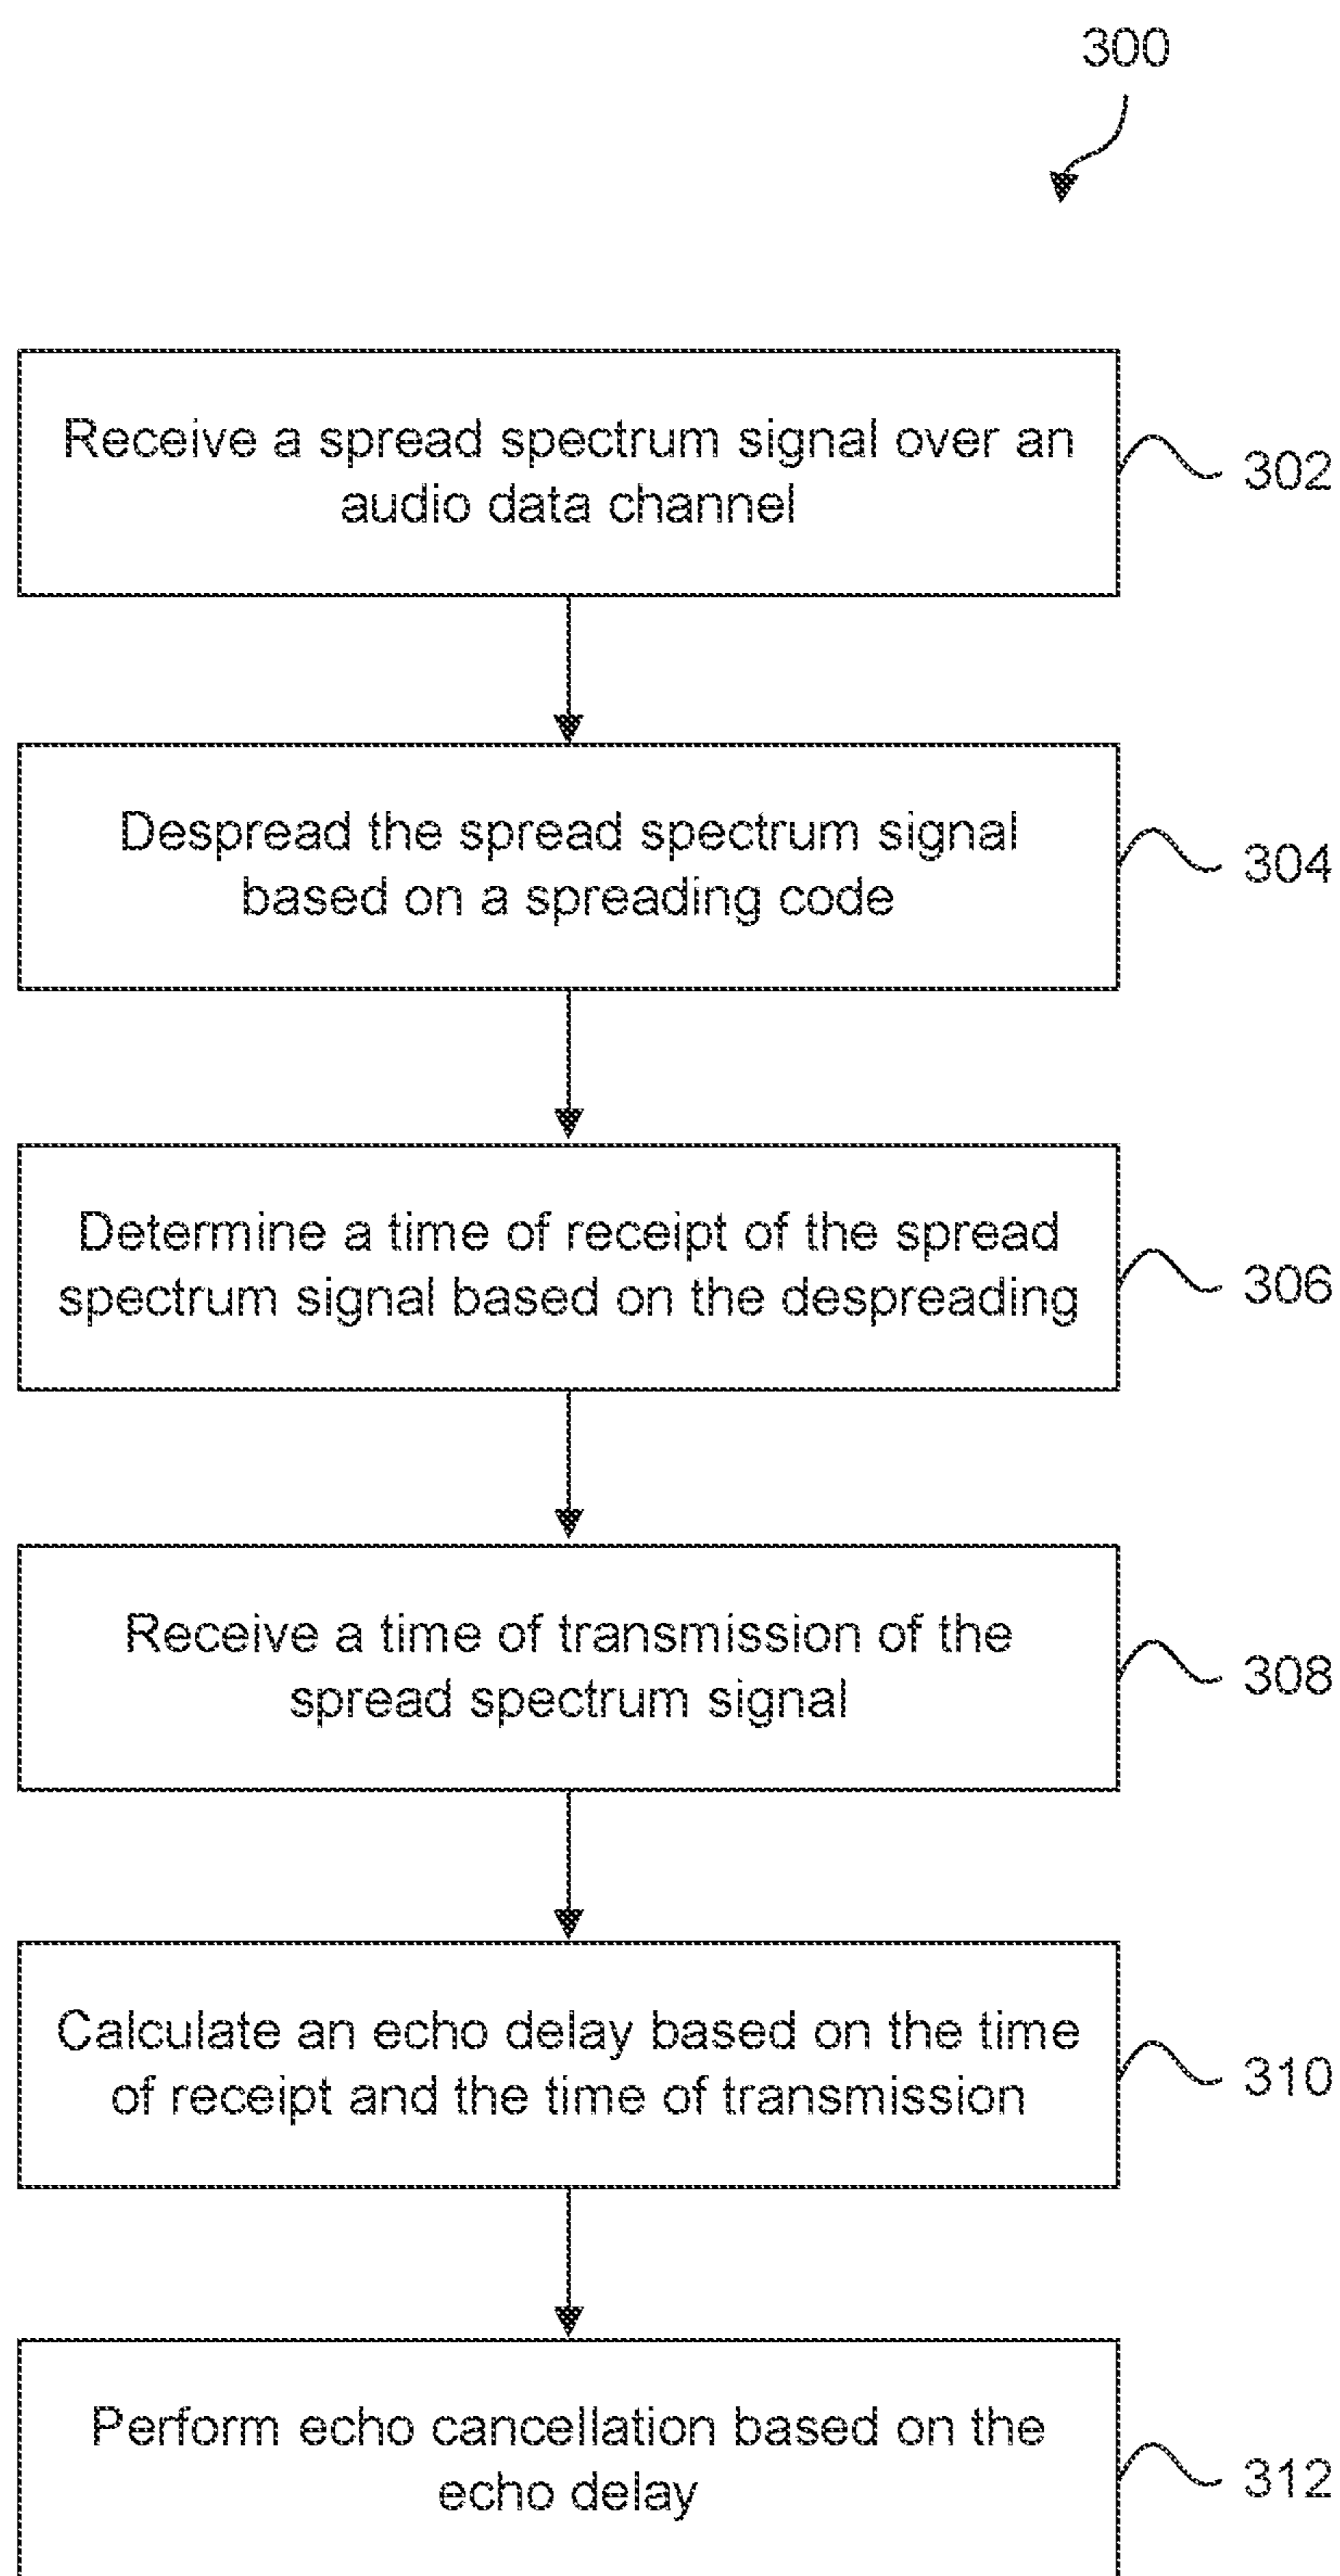 300
Receive a spread spectrum signal over an
audio data channel
302
Despread the spread spectrum signal
based on a spreading code
304
Determine a time of receipt of the spread
spectrum signal based on the despreading
306
Receive a time of transmission of the
spread spectrum signal
308
Calculate an echo delay based on the time
of receipt and the time of transmission
310
Perform echo cancellation based on the
echo delay
312